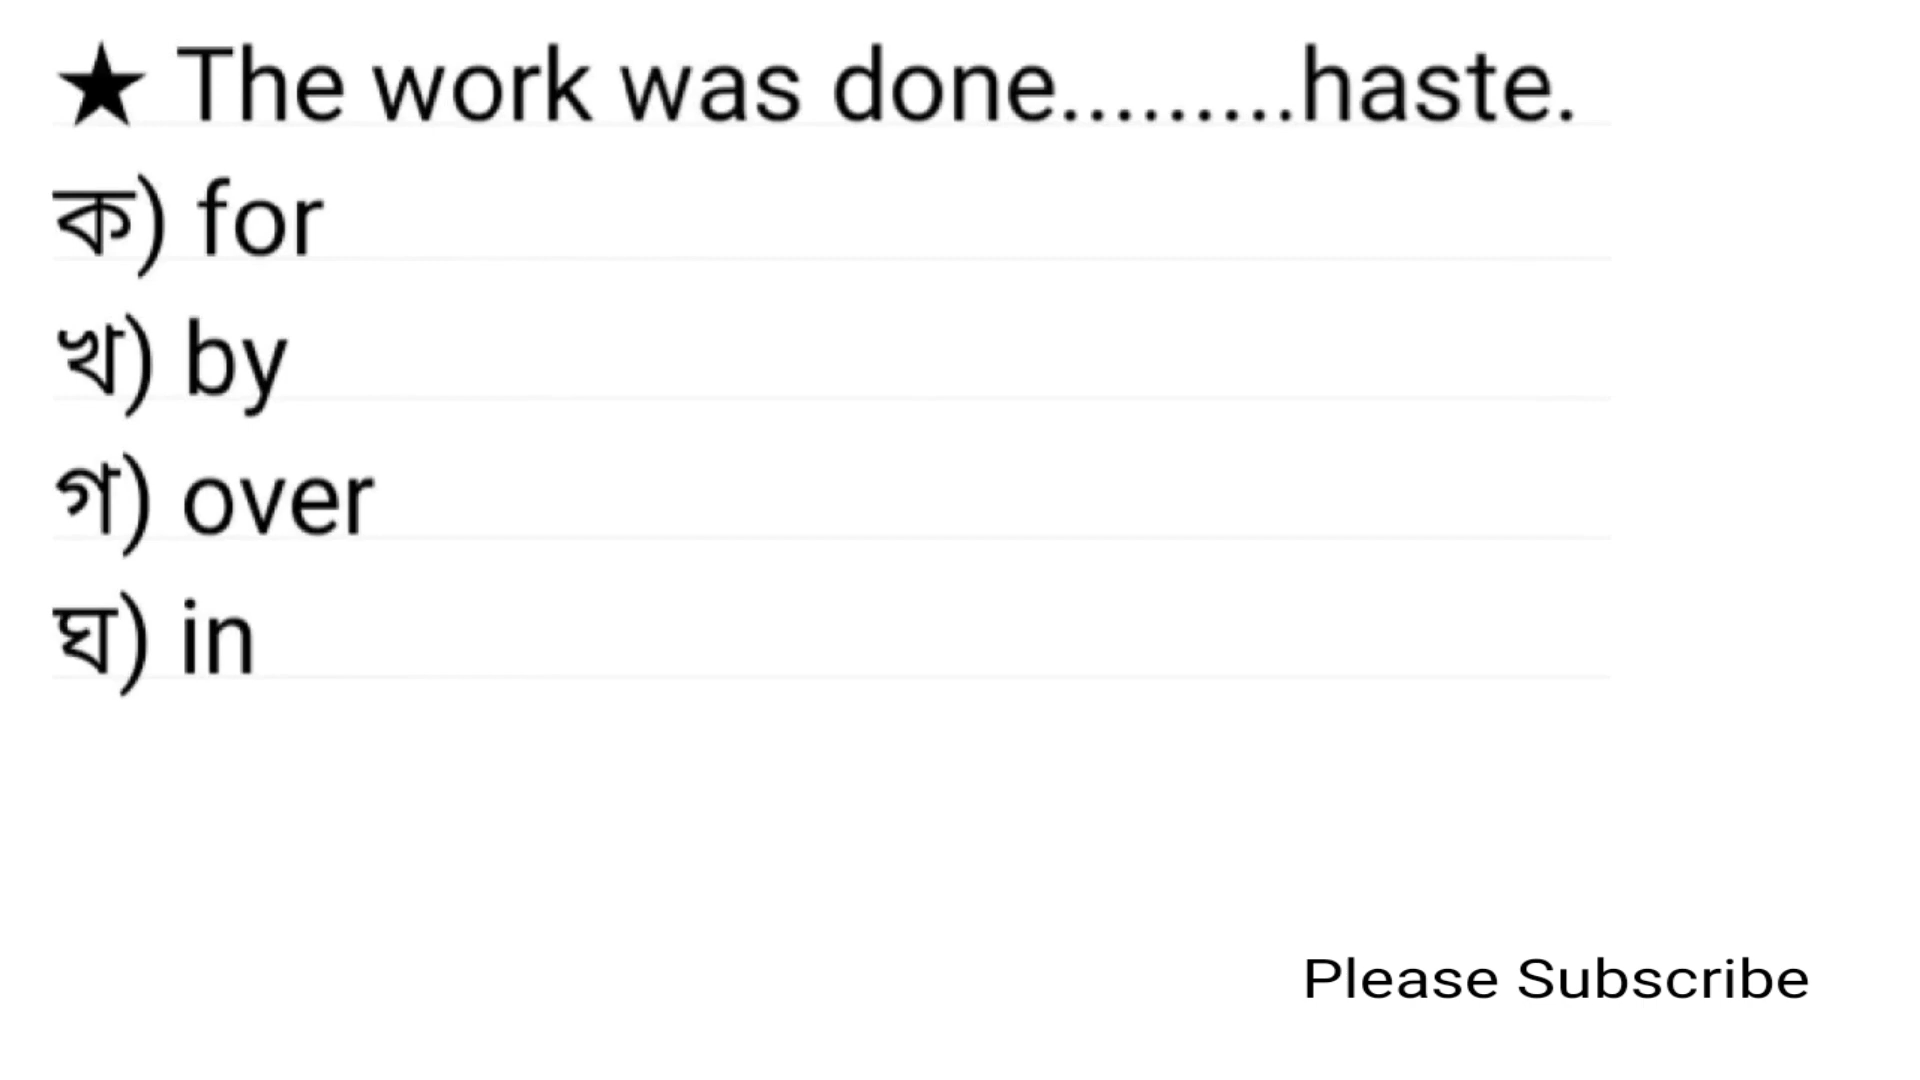 ★ The work was done.........haste.
ক) for
খ) by
গ) over
ঘ) in
Please Subscribe